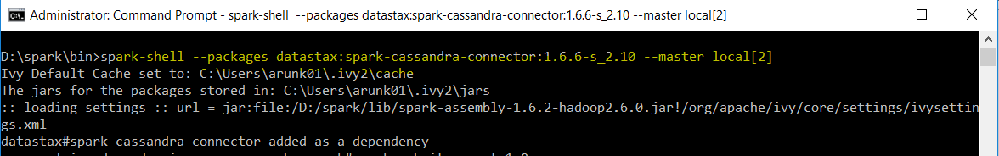 Administrator: Command Prompt - spark-shell  --packages datastax:spark-cassandra-connector:1.6.6-s_2.10 --master local[2]
D:\spark\bin>spark-shell --packages datastax:spark-cassandra-connector:1.6.6-s_2.10 --master local[2]
Ivy Default Cache set to: C:\Users\arunk01\.ivy2\cache
The jars for the packages stored in: C:\Users\arunk01\.ivy2\jars
:: loading settings :: url = jar:file:/D:/spark/lib/spark-assembly-1.6.2-hadoop2.6.0.jar!/org/apache/ivy/core/settings/ivysettin
gs.xml
datastax#spark-cassandra-connector added as a dependency